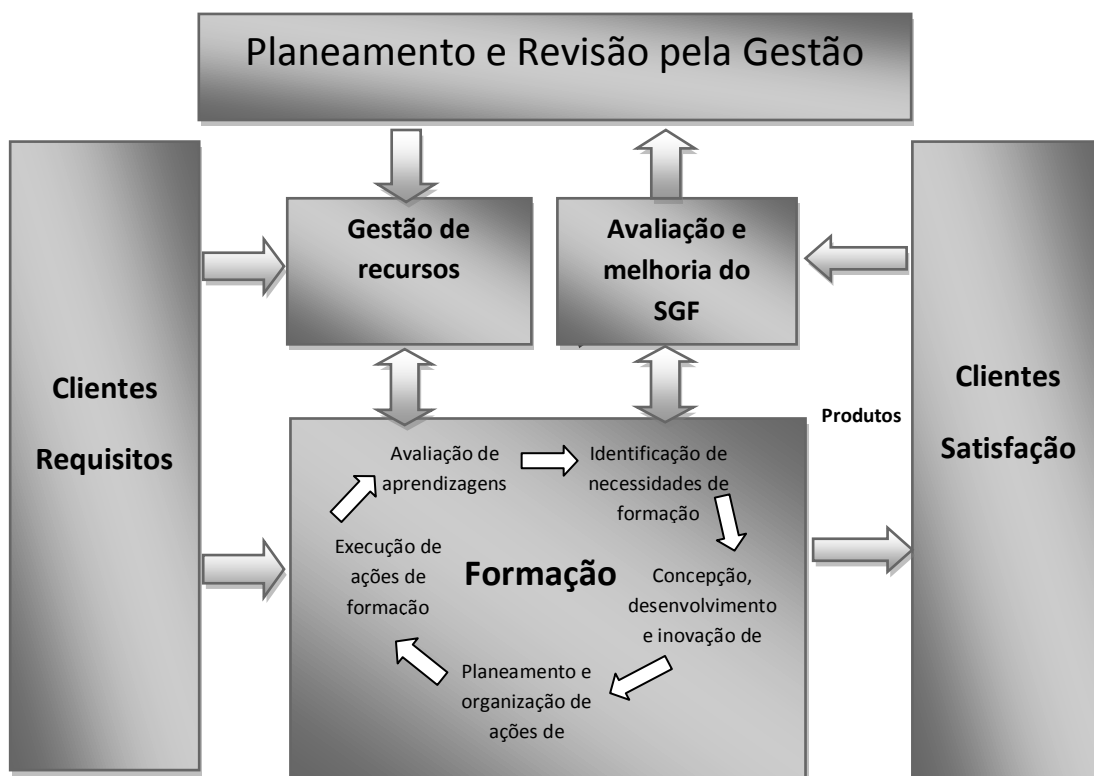 Planeamento e Revisão pela Gestão
Gestão de
recursos
Avaliação e
melhoria do
SGF
Clientes
Requisitos
Produtos
Clientes
Satisfação
Avaliação de
aprendizagens
Identificação de
necessidades de
formação
Execução de
ações de
formação
Formação
Concepção,
desenvolvimento
e inovação de
Planeamento e
organização de
ações de